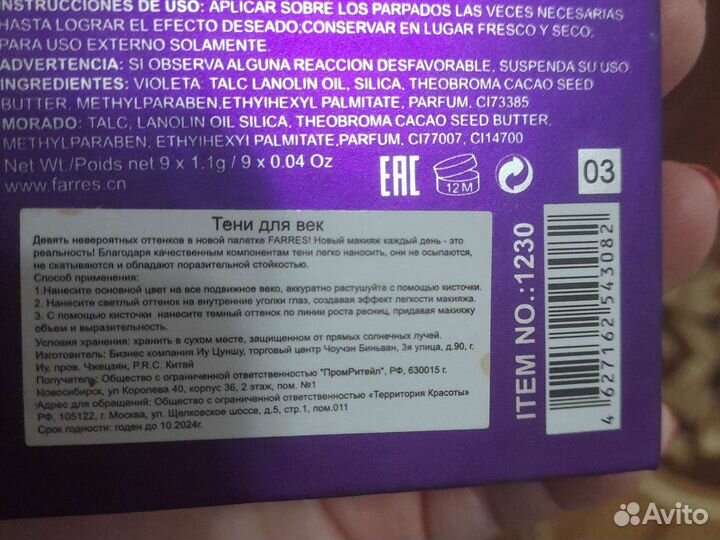 INSTRUCCIONES DE USO: APLICAR SOBRE LOS PARPADOS LAS VECES NECESARIAS
HASTA LOGRAR EL EFECTO DESEADO;CONSERVAR EN LUGAR FRESCO Y SECO,
PARA USO EXTERNO SOLAMENTE.
ADVERTENCIA: SI OBSERVA ALGUNA REACCION DESFAVORABLE, SUSPENDA SU USO
INGREDIENTES: VIOLETA TALC LANOLIN OIL, SILICA, THEOBROMA CACAO SEED
BUTTER, METHYLPARABEN,ETHYIHEXYL PALMITATE, PARFUM, CI73385
MORADO: TALC, LANOLIN OIL SILICA, THEOBROMA CACAO SEED BUTTER,
METHYLPARABEN, ETHYIHEXYL PALMITATE,PARFUM, CI77007, CI14700
Net Wt./Poids net 9 x 1.1g / 9 x 0.04 Oz
www.farres.cn
EAC
12 M
03
Тени для век
Девять невероятных оттенков в новой палетке FARRES! Новый макияж каждый день - это
реальность! Благодаря качественным компонентам тени легко наносить, они не осыпаются,
не скатываются и обладают поразительной стойкостью.
Способ применения:
1.Нанесите основной цвет на все подвижное веко, аккуратно растушуйте с помощью кисточки.
2. Нанесите светлый оттенок на внутренние уголки глаз, создавая эффект легкости макияжа.
3. С помощью кисточки нанесите темный оттенок по линии роста ресниц, придавая макияжу
объем и выразительность.
Условия хранения: хранить в сухом месте, защищенном от прямых солнечных лучей.
Изготовитель: Бизнес компания Иу Цуншу, торговый центр Чоучан Биньван, 3я улица, д.90, г.
Иу, пров. Чжецзян, P.R.C. Китай
Получатель: Общество с ограниченной ответственностью "ПромРитейл", РФ, 630015 г.
Новосибирск, ул Королева 40, корпус 36, 2 этаж, пом. №1
Адрес для обращений: Общество с ограниченной ответственностью «Территория Красоты»
РФ, 105122, г. Москва, ул. Щелковское шоссе, д.5, стр.1, пом.011
Срок годности: годен до 10.2024г.
ITEM NO.:1230
4 627162 543082
Avito